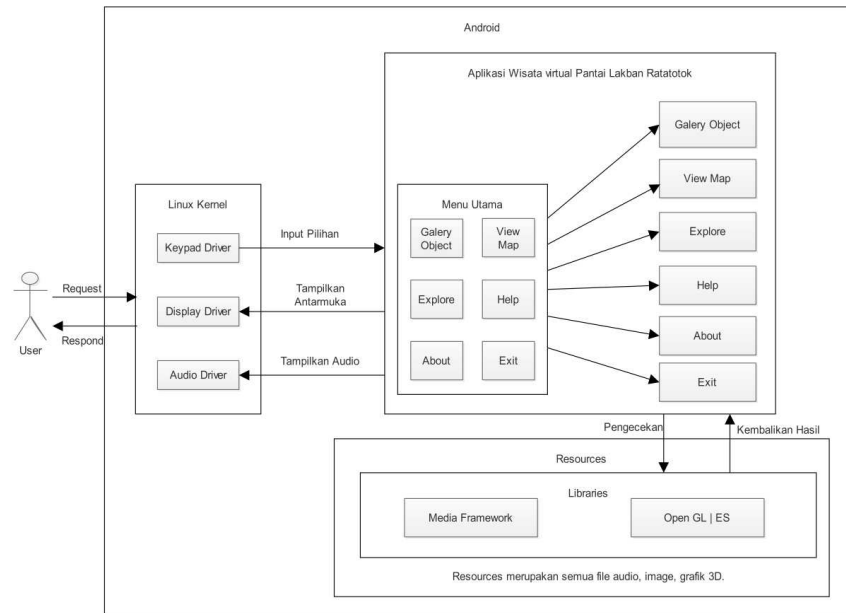 Android
Aplikasi Wisata virtual Pantai Lakban Ratatotok
Linux Kernel
Keypad Driver
Display Driver
Audio Driver
User
Request
Respond
Input Pilihan
Tampilkan
Antarmuka
Tampilkan Audio
Menu Utama
Galery
Object
View
Map
Explore
Help
About
Exit
Galery Object
View Map
Explore
Help
About
Exit
Pengecekan
Kembalikan Hasil
Resources
Libraries
Media Framework
Open GL | ES
Resources merupakan semua file audio, image, grafik 3D.